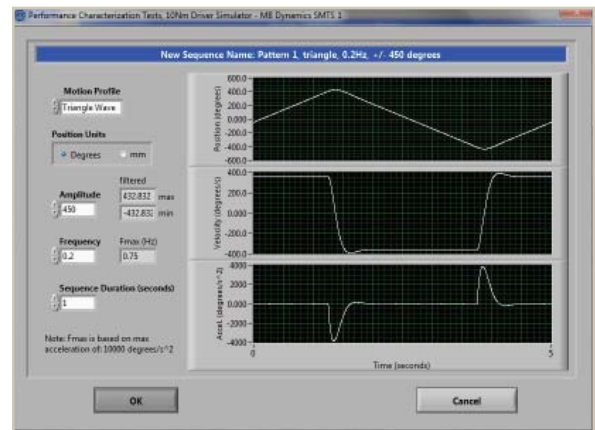 Performance Characterization Tests, 10Nm Driver Simulator - MB Dynamics SMTS 1
New Sequence Name: Pattern 1, triangle, 0.2Hz, +/- 450 degrees
Motion Profile
Triangle Wave
Position Units
Degrees mm
filtered
Amplitude 432.832 max
450 -432.832 min
Frequency Fmax (Hz)
0.2 0.75
Sequence Duration (seconds)
1
Note: Fmax is based on max
acceleration of: 10000 degrees/s^2
Position (degrees)
600.0
400.0
200.0
0.000
-200.0
-400.0
-600.0
Velocity (degrees/s)
400.0
200.0
0.000
-200.0
-400.0
Accel. (degrees/s^2)
4000
2000
0.000
-2000
-4000
0 5
Time (seconds)
OK Cancel